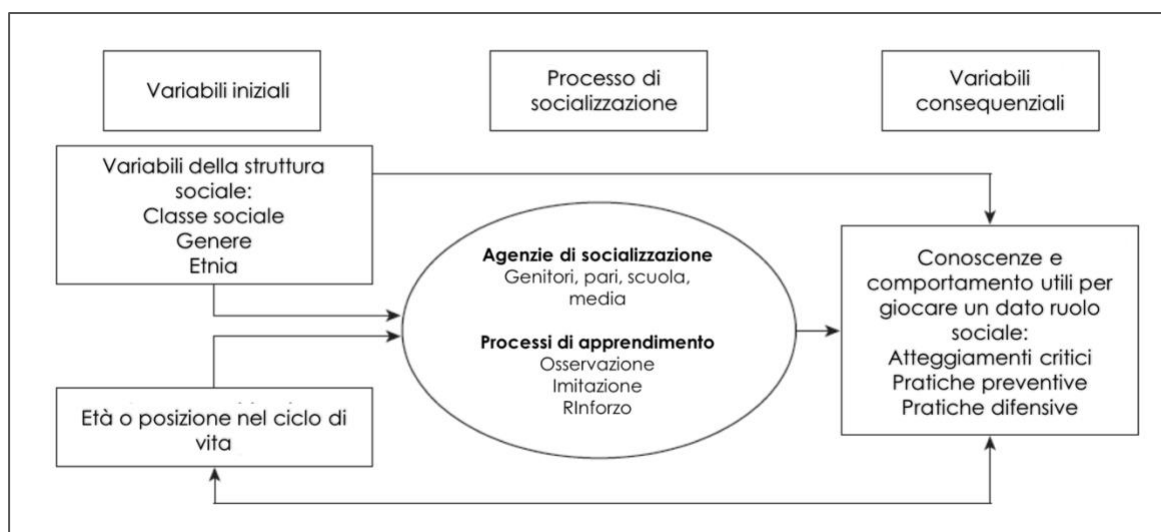 Variabili iniziali
Processo di
socializzazione
Variabili
consequenziali
Variabili della struttura
sociale:
Classe sociale
Genere
Etnia
Agenzie di socializzazione
Genitori, pari, scuola,
media
Processi di apprendimento
Osservazione
Imitazione
RInforzo
Conoscenze e
comportamento utili per
giocare un dato ruolo
sociale:
Atteggiamenti critici
Pratiche preventive
Pratiche difensive
Età o posizione nel ciclo di
vita